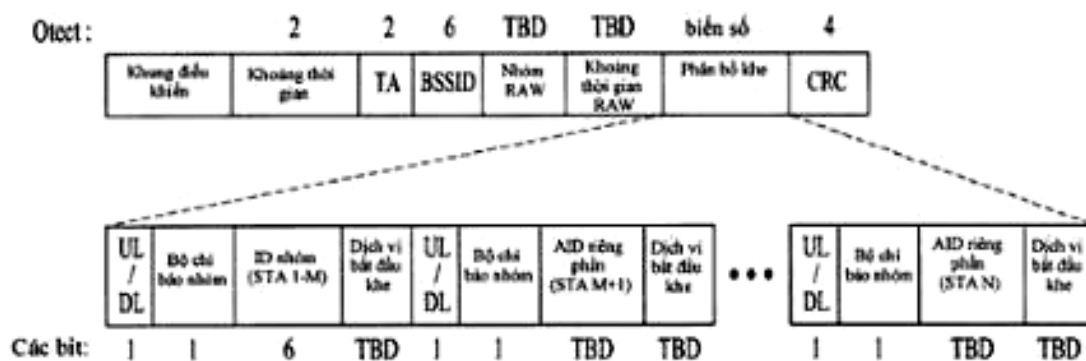 Otect: 2 2 6 TBD TBD biến số 4
Khung điều khiển Khoảng thời gian TA BSSID Nhóm RAW Khoảng thời gian RAW Phân bổ khe CRC
UL / DL Bộ chỉ báo nhóm ID nhóm (STA 1-M) Dịch vị bắt đầu khe UL / DL Bộ chỉ báo nhóm AID riêng phần (STA M+1) Dịch vị bắt đầu khe ••• UL / DL Bộ chỉ báo nhóm AID riêng phần (STA N) Dịch vị bắt đầu khe
Các bit: 1 1 6 TBD 1 1 TBD TBD 1 1 TBD TBD